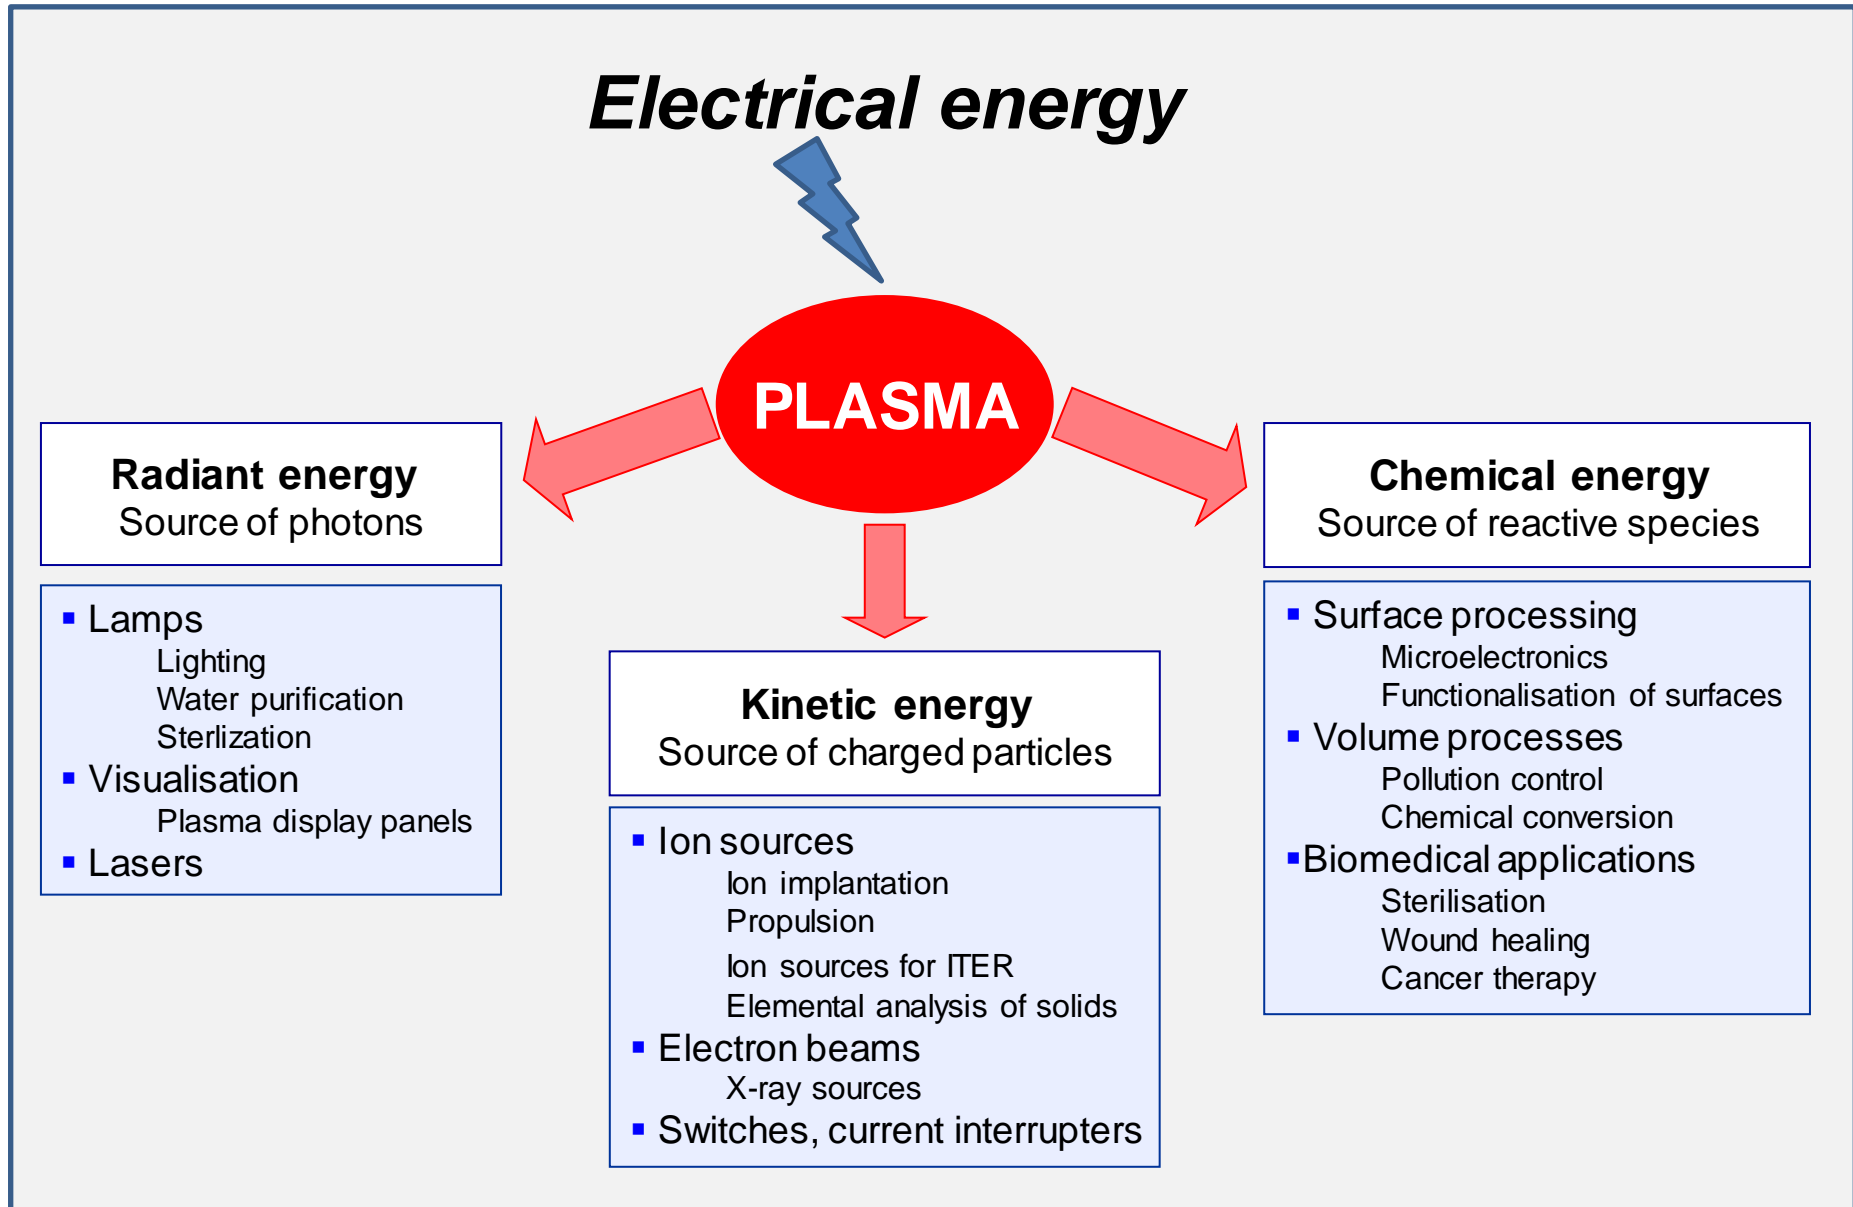 Electrical energy
PLASMA
Radiant energy
Source of photons
▪ Lamps
Lighting
Water purification
Sterlization
▪ Visualisation
Plasma display panels
▪ Lasers
Kinetic energy
Source of charged particles
▪ Ion sources
Ion implantation
Propulsion
Ion sources for ITER
Elemental analysis of solids
▪ Electron beams
X-ray sources
▪ Switches, current interrupters
Chemical energy
Source of reactive species
▪ Surface processing
Microelectronics
Functionalisation of surfaces
▪ Volume processes
Pollution control
Chemical conversion
▪Biomedical applications
Sterilisation
Wound healing
Cancer therapy